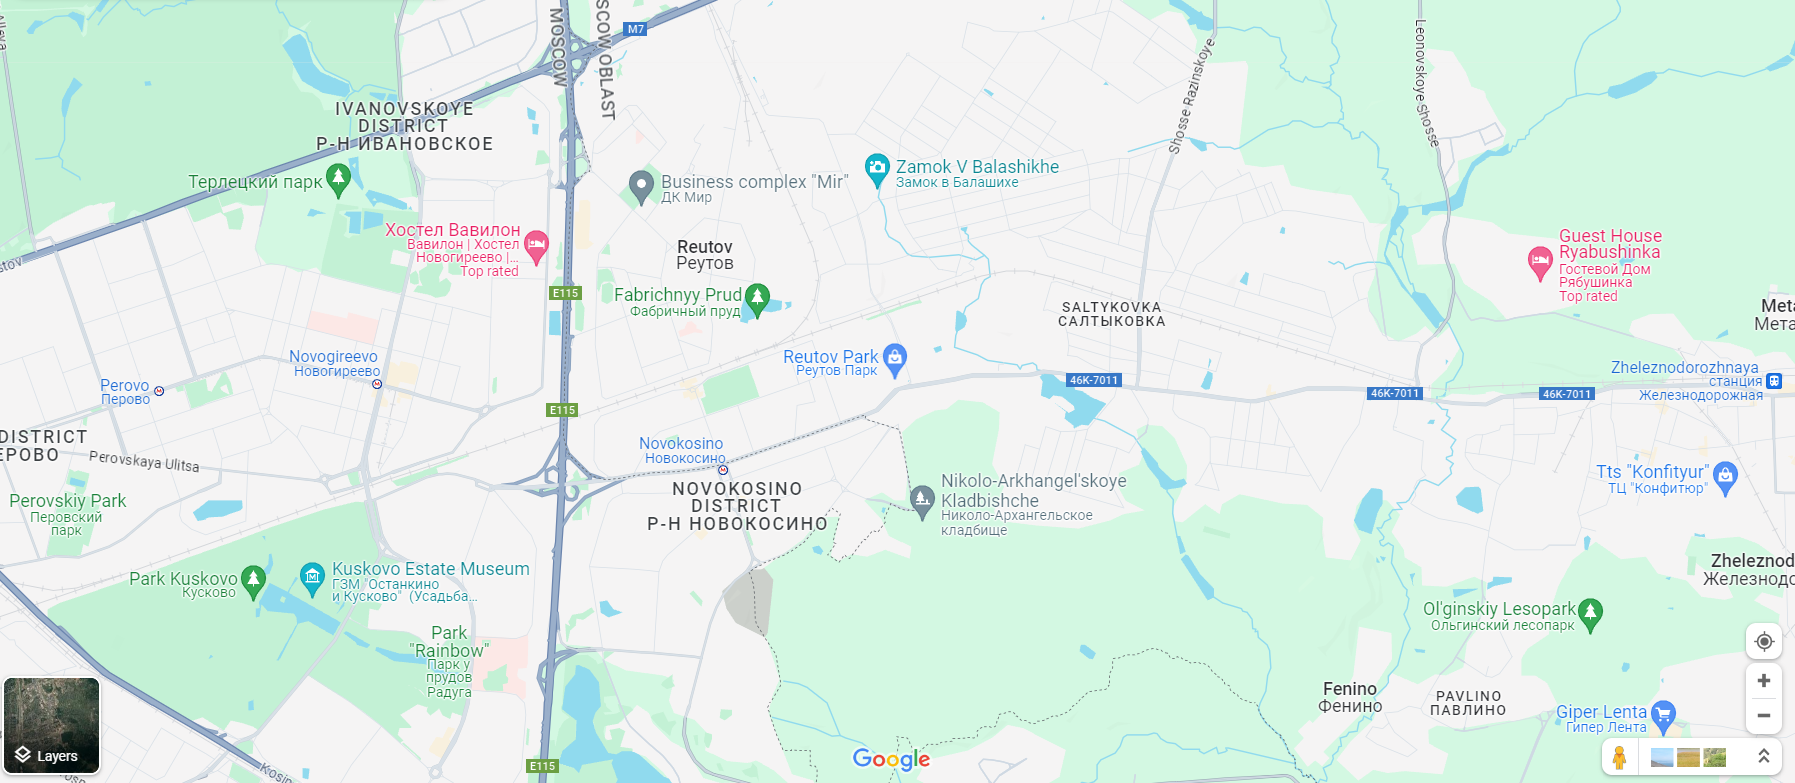 M7
MOSCOW
MOSCOW OBLAST
Shosse Razinskoye
Leonovskoye Shosse
IVANOVSKOYE
DISTRICT
Р-Н ИВАНОВСКОЕ
Терлецкий парк
Business complex "Mir"
ДК Мир
Zamok V Balashikhe
Замок в Балашихе
Хостел Вавилон
Вавилон | Хостел
Новогиреево |...
Top rated
Reutov
Реутов
Guest House
Ryabushinka
Гостевой Дом
Рябушинка
Top rated
E115
Fabrichnyy Prud
Фабричный пруд
SALTYKOVKA
САЛТЫКОВКА
Meta
Мета
Novogireevo
Новогиреево
Reutov Park
Реутов Парк
Perovo
Перово
46K-7011
46K-7011
46K-7011
Zheleznodorozhnaya
станция
Железнодорожная
E115
DISTRICT
ЕРОВО
Perovskaya Ulitsa
Novokosino
Новокосино
Tts "Konfityur"
ТЦ "Конфитюр"
Perovskiy Park
Перовский
парк
NOVOKOSINO
DISTRICT
Р-Н НОВОКОСИНО
Nikolo-Arkhangel'skoye
Kladbishche
Николо-Архангельское
кладбище
Park Kuskovo
Кусково
Kuskovo Estate Museum
ГЗМ "Останкино
и Кусково" (Усадьба...
Zheleznod
Железнодо
Ol'ginskiy Lesopark
Ольгинский лесопарк
Park
"Rainbow"
Парк у
прудов
Радуга
Fenino
Фенино
PAVLINO
ПАВЛИНО
Giper Lenta
Гипер Лента
Layers
E115
Google